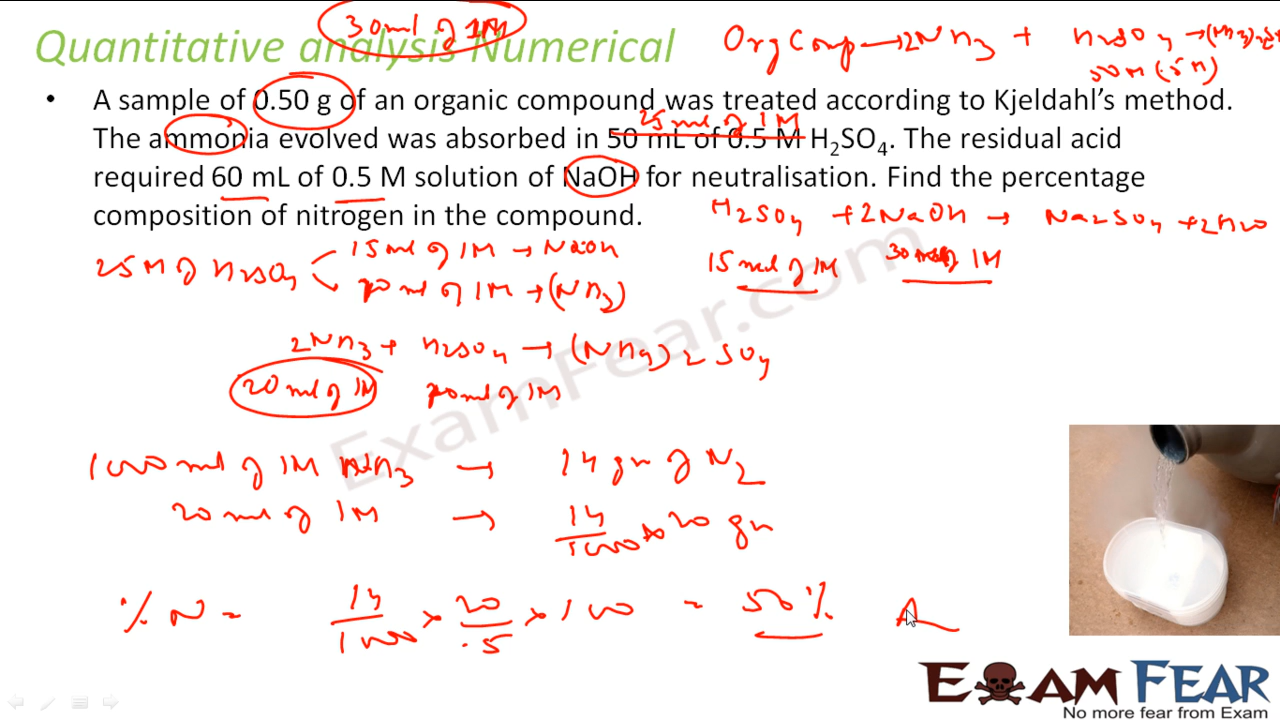 30ml of 1M
Quantitative analysis Numerical
Org Comp → 2NH3 + H2SO4 →
• A sample of 0.50 g of an organic compound was treated according to Kjeldahl's method.
25ml of 1M
The ammonia evolved was absorbed in 50 mL of 0.5 M H₂SO₄. The residual acid
required 60 mL of 0.5 M solution of NaOH for neutralisation. Find the percentage
composition of nitrogen in the compound.
H2SO4 + 2NaOH → Na2SO4 + 2H2O
15ml of 1M 30ml of 1M
25M of H2SO4
15ml of 1M → NaOH
10ml of 1M → (NH3)
2NH3 + H2SO4 → (NH4)2SO4
20ml of 1M 10ml of 1M
1000ml of 1M NH3 → 14gm of N2
20ml of 1M → 14/1000 × 20 gm
% N = 14/1000 × 20/.5 × 100 = 56%
ExamFear.com
EXAM FEAR
No more fear from Exam